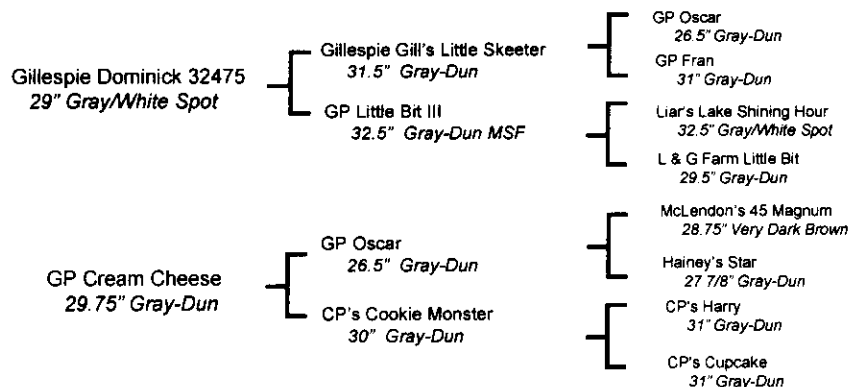 Gillespie Dominick 32475
29" Gray/White Spot
Gillespie Gill's Little Skeeter
31.5" Gray-Dun
GP Little Bit III
32.5" Gray-Dun MSF
GP Oscar
26.5" Gray-Dun
GP Fran
31" Gray-Dun
Liar's Lake Shining Hour
32.5" Gray/White Spot
L & G Farm Little Bit
29.5" Gray-Dun
GP Cream Cheese
29.75" Gray-Dun
GP Oscar
26.5" Gray-Dun
CP's Cookie Monster
30" Gray-Dun
McLendon's 45 Magnum
28.75" Very Dark Brown
Hainey's Star
27 7/8" Gray-Dun
CP's Harry
31" Gray-Dun
CP's Cupcake
31" Gray-Dun